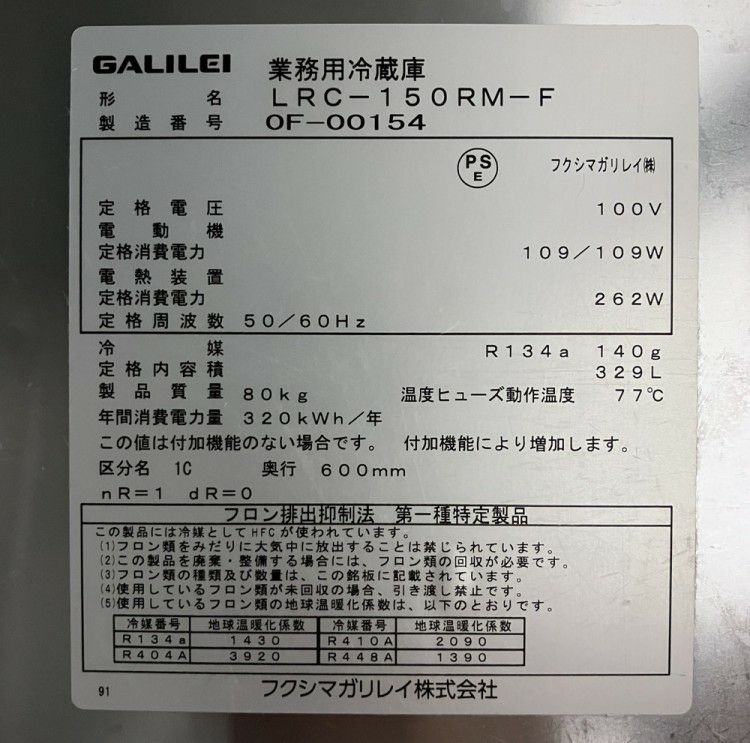 GALILEI 業務用冷蔵庫
形名 LRC-150RM-F
製造番号 0F-00154
PSE フクシマガリレイ㈱
定格電圧 100V
電動機
定格消費電力 109/109W
電熱装置
定格消費電力 262W
定格周波数 50/60Hz
冷媒 R134a 140g
定格内容積 329L
製品質量 80kg 温度ヒューズ動作温度 77℃
年間消費電力量 320kWh/年
この値は付加機能のない場合です。 付加機能により増加します。
区分名 1C 奥行 600mm
nR=1 dR=0
フロン排出抑制法 第一種特定製品
この製品には冷媒としてHFCが使われています。
(1)フロン類をみだりに大気中に放出することは禁じられています。
(2)この製品を廃棄・整備する場合には、フロン類の回収が必要です。
(3)フロン類の種類及び数量は、この銘板に記載されています。
(4)使用しているフロン類が未回収の場合、引き渡し禁止です。
(5)使用しているフロン類の地球温暖化係数は、以下のとおりです。
冷媒番号 地球温暖化係数 冷媒番号 地球温暖化係数
R134a 1430 R410A 2090
R404A 3920 R448A 1390
91 フクシマガリレイ株式会社